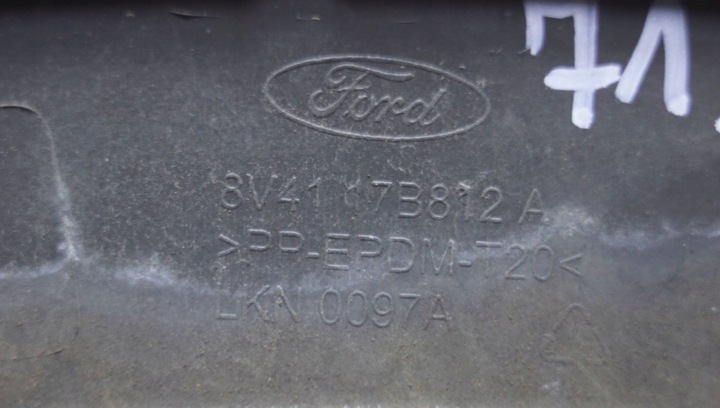 71
Ford
8V41 17B812 A
>PP-EPDM-T20<
LKN 0097A